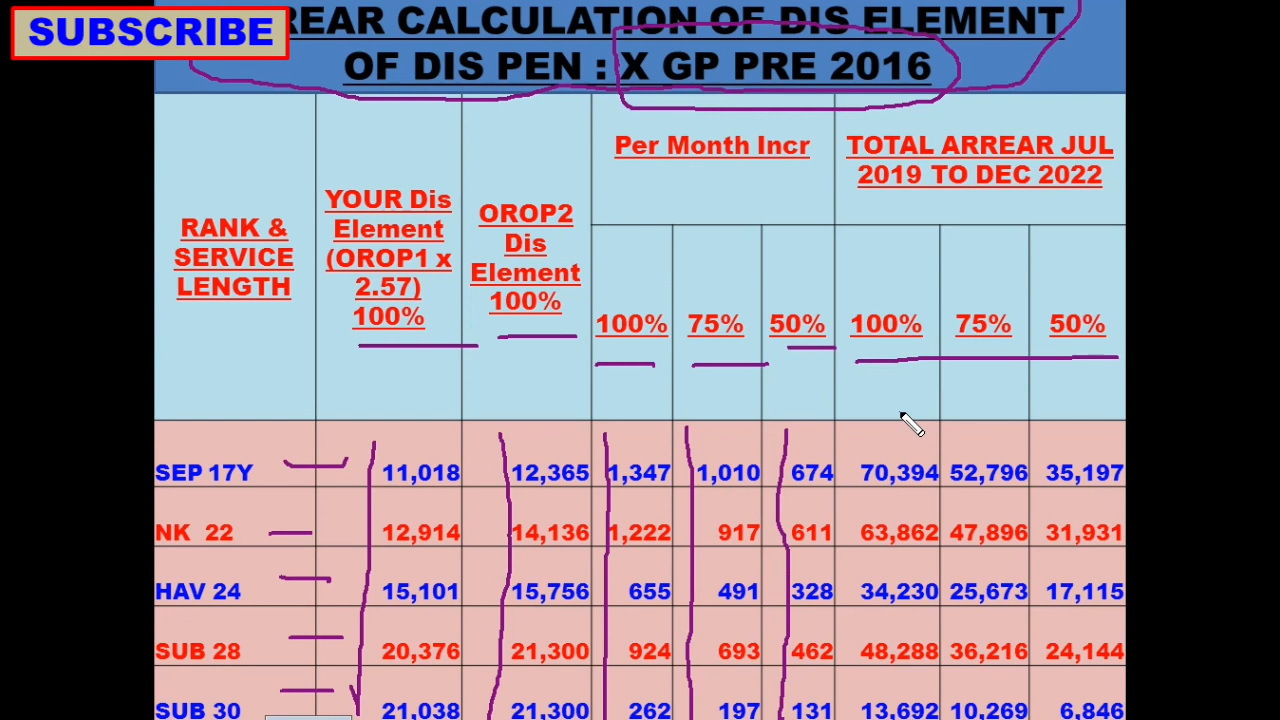 SUBSCRIBE
REAR CALCULATION OF DIS ELEMENT
OF DIS PEN : X GP PRE 2016
RANK &
SERVICE
LENGTH
YOUR Dis
Element
(OROP1 x
2.57)
100%
OROP2
Dis
Element
100%
Per Month Incr
TOTAL ARREAR JUL
2019 TO DEC 2022
100% 75% 50% 100% 75% 50%
SEP 17Y 11,018 12,365 1,347 1,010 674 70,394 52,796 35,197
NK 22 12,914 14,136 1,222 917 611 63,862 47,896 31,931
HAV 24 15,101 15,756 655 491 328 34,230 25,673 17,115
SUB 28 20,376 21,300 924 693 462 48,288 36,216 24,144
SUB 30 21,038 21,300 262 197 131 13,692 10,269 6,846